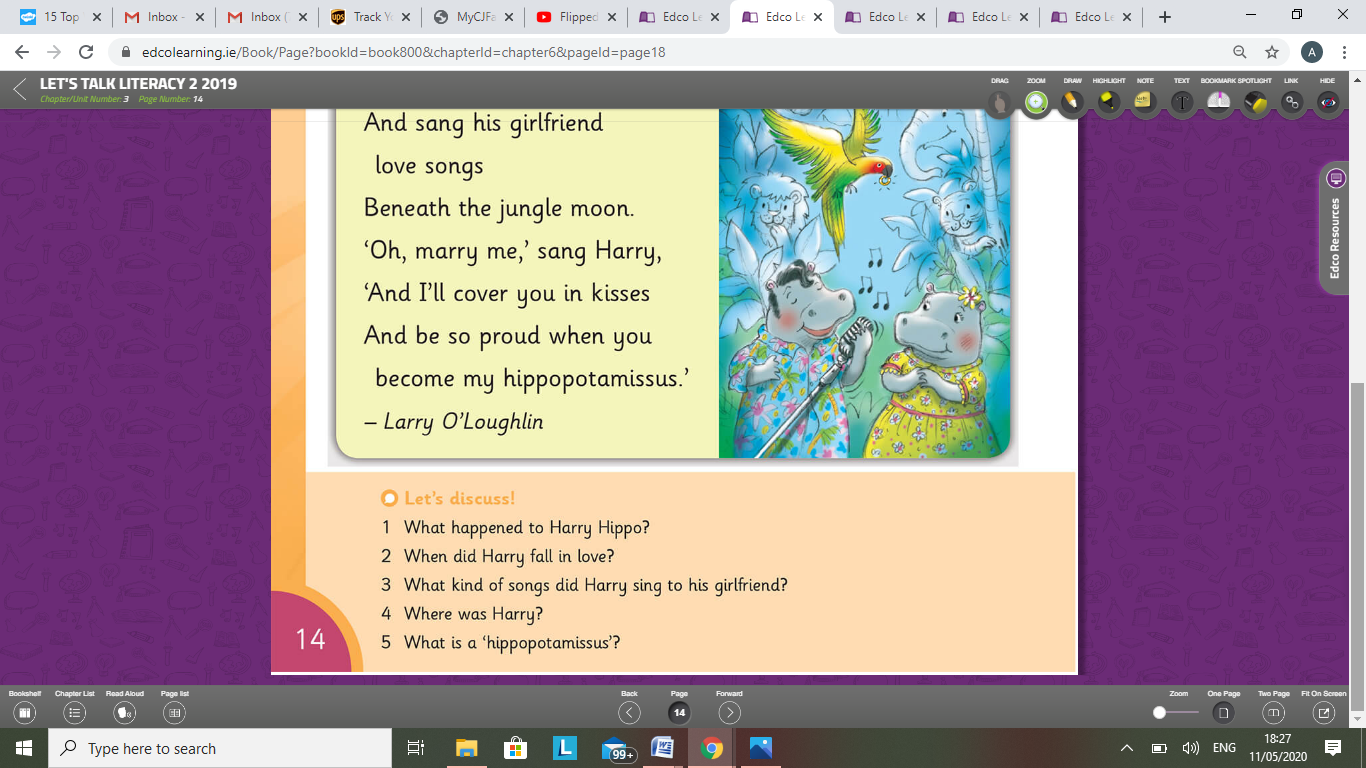 15 Top
Inbox -
Inbox (
Track Yo
MyCJFa
Flipped
Edco Le
Edco Le
Edco Le
Edco Le
Edco Le
edcolearning.ie/Book/Page?bookId=book800&chapterId=chapter6&pageId=page18
A
LET'S TALK LITERACY 2 2019
Chapter/Unit Number: 3 Page Number: 14
DRAG ZOOM DRAW HIGHLIGHT NOTE TEXT BOOKMARK SPOTLIGHT LINK HIDE
Edco Resources
And sang his girlfriend
love songs
Beneath the jungle moon.
‘Oh, marry me,’ sang Harry,
‘And I’ll cover you in kisses
And be so proud when you
become my hippopotamissus.’
– Larry O’Loughlin
Let’s discuss!
1 What happened to Harry Hippo?
2 When did Harry fall in love?
3 What kind of songs did Harry sing to his girlfriend?
4 Where was Harry?
5 What is a ‘hippopotamissus’?
14
Bookshelf Chapter List Read Aloud Page list Back Page Forward Zoom One Page Two Page Fit On Screen
14
Type here to search
99+
ENG
18:27
11/05/2020